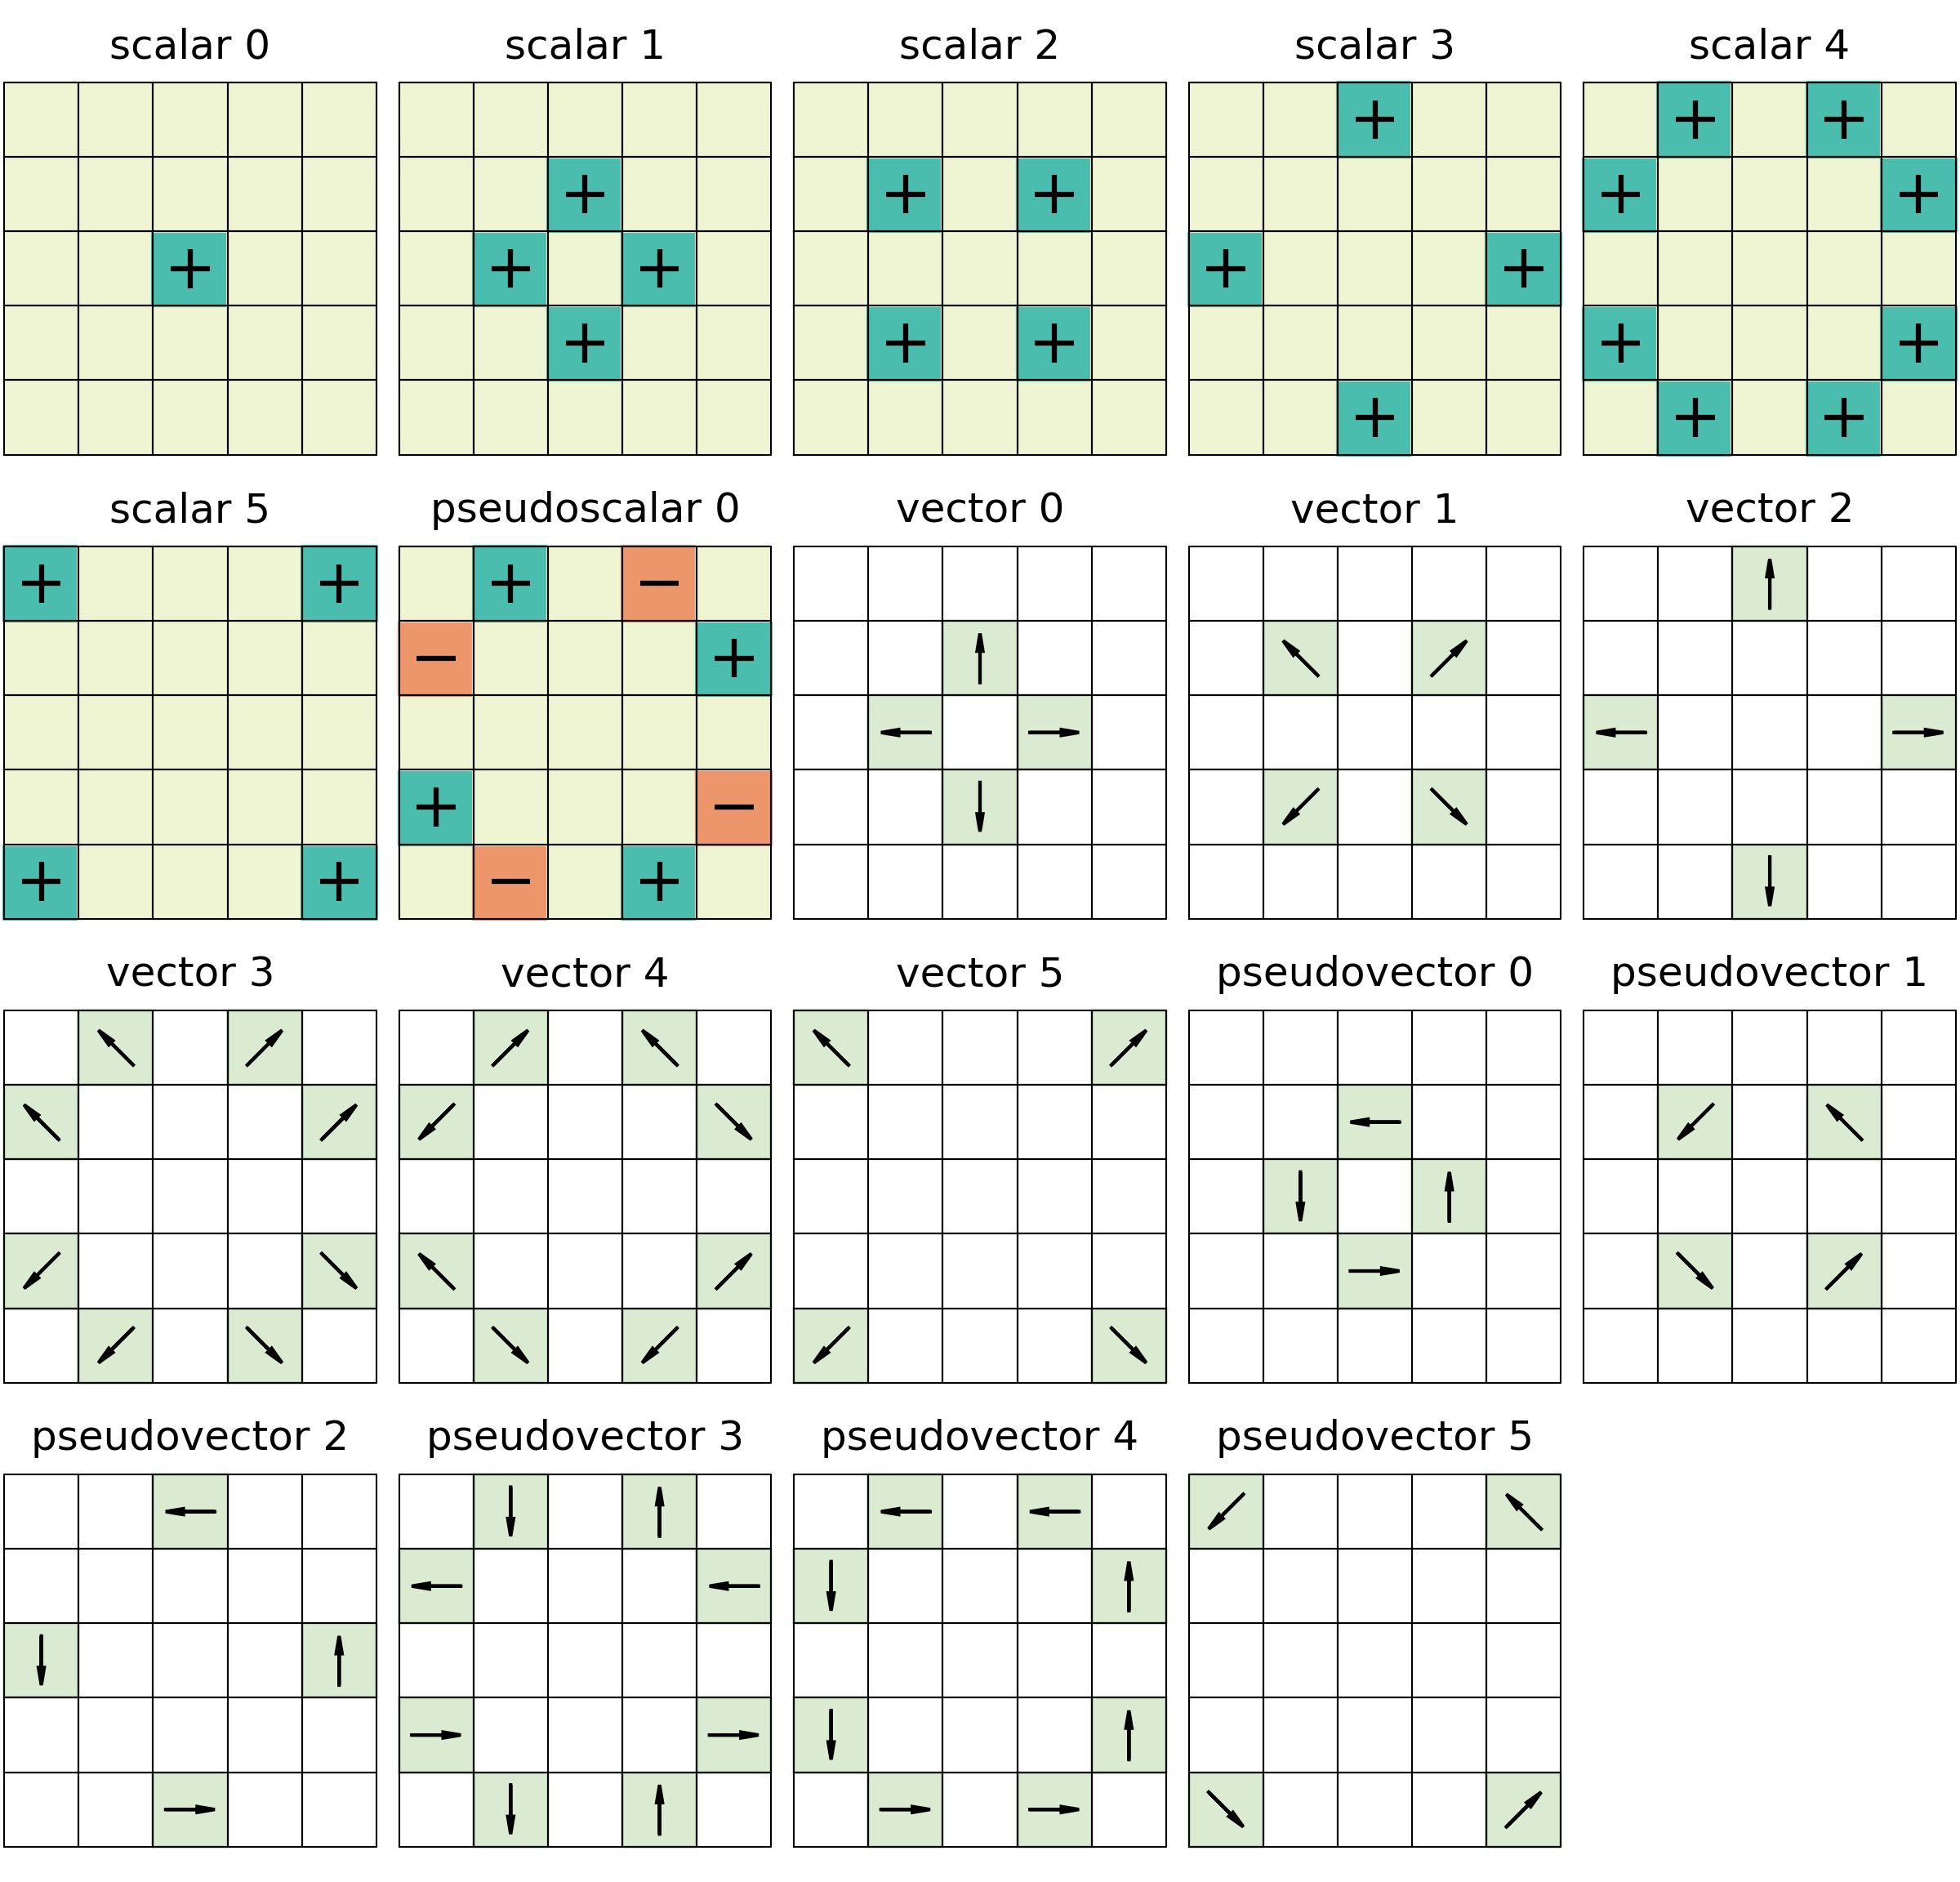 scalar 0
scalar 1
scalar 2
scalar 3
scalar 4
scalar 5
pseudoscalar 0
vector 0
vector 1
vector 2
vector 3
vector 4
vector 5
pseudovector 0
pseudovector 1
pseudovector 2
pseudovector 3
pseudovector 4
pseudovector 5